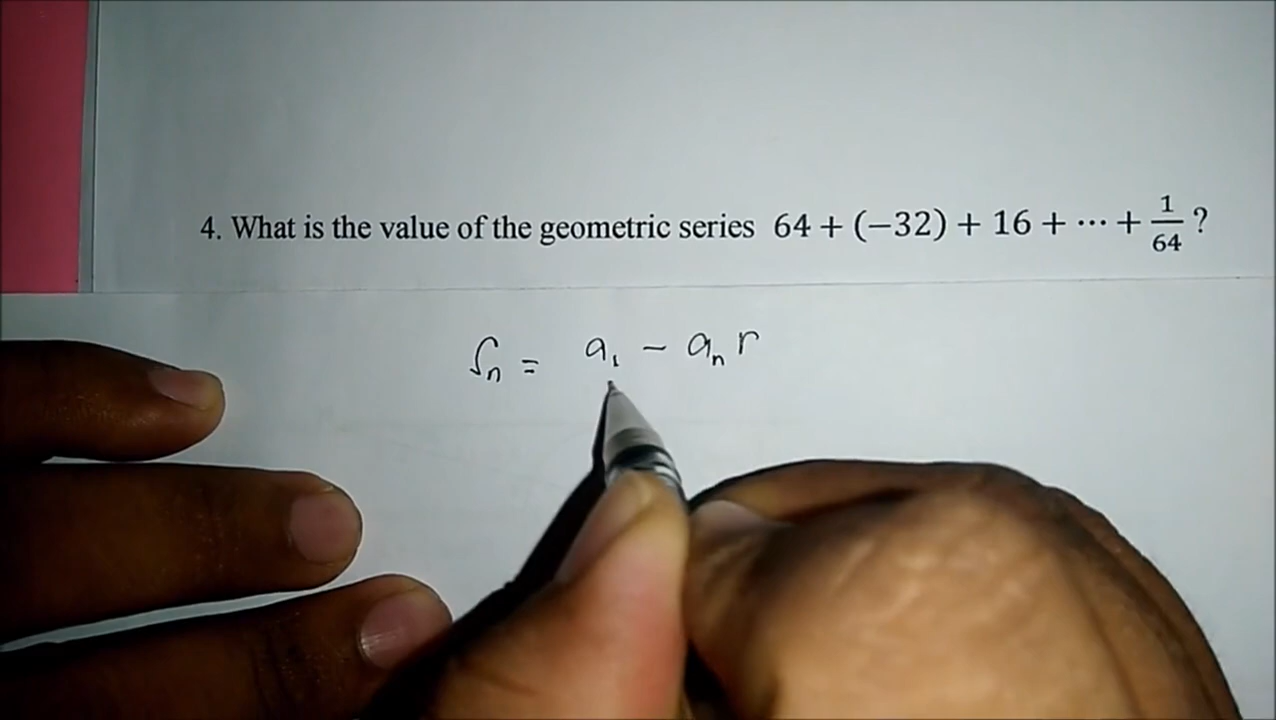 4. What is the value of the geometric series 64 + (−32) + 16 + ⋯ + 1/64 ?
Sₙ = a₁ − aₙ r